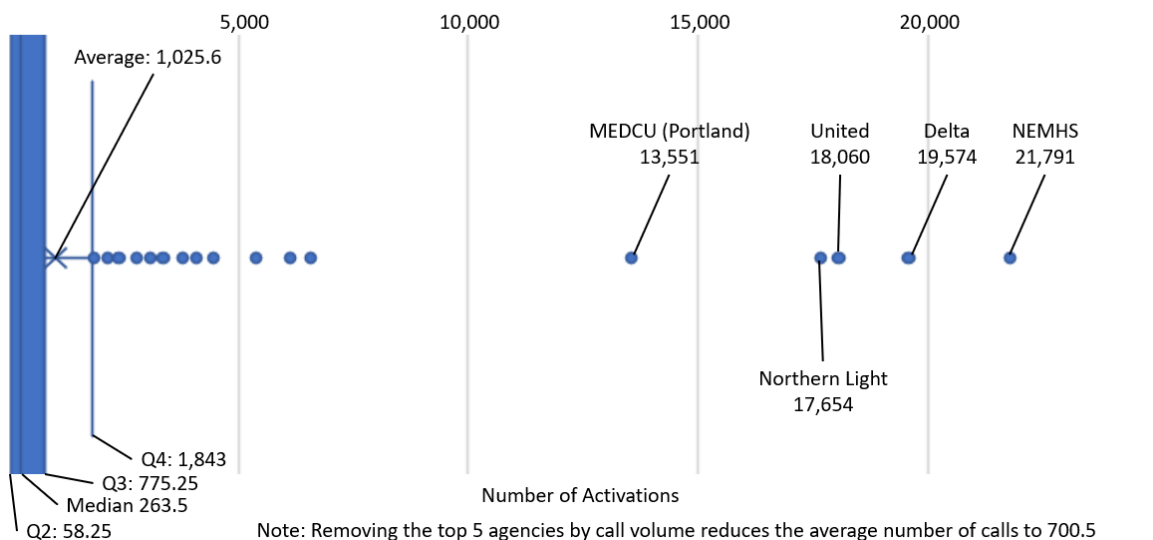 5,000 10,000 15,000 20,000
Average: 1,025.6
MEDCU (Portland)
13,551
United
18,060
Delta
19,574
NEMHS
21,791
Northern Light
17,654
Q4: 1,843
Q3: 775.25
Median 263.5
Q2: 58.25
Number of Activations
Note: Removing the top 5 agencies by call volume reduces the average number of calls to 700.5